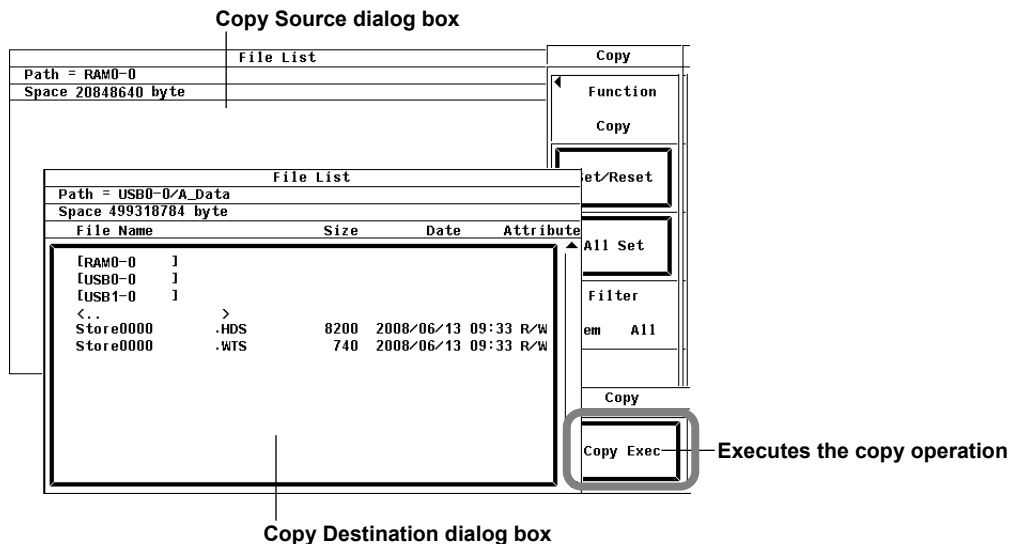 Copy Source dialog box
File List
Path = RAM0-0
Space 20848640 byte
Copy
Function
Copy
Set/Reset
All Set
Filter
em All
Copy
Copy Exec
Executes the copy operation
File List
Path = USB0-0/A_Data
Space 499318784 byte
File Name Size Date Attribute
[RAM0-0 ]
[USB0-0 ]
[USB1-0 ]
<.. >
Store0000 .HDS 8200 2008/06/13 09:33 R/W
Store0000 .WTS 740 2008/06/13 09:33 R/W
Copy Destination dialog box